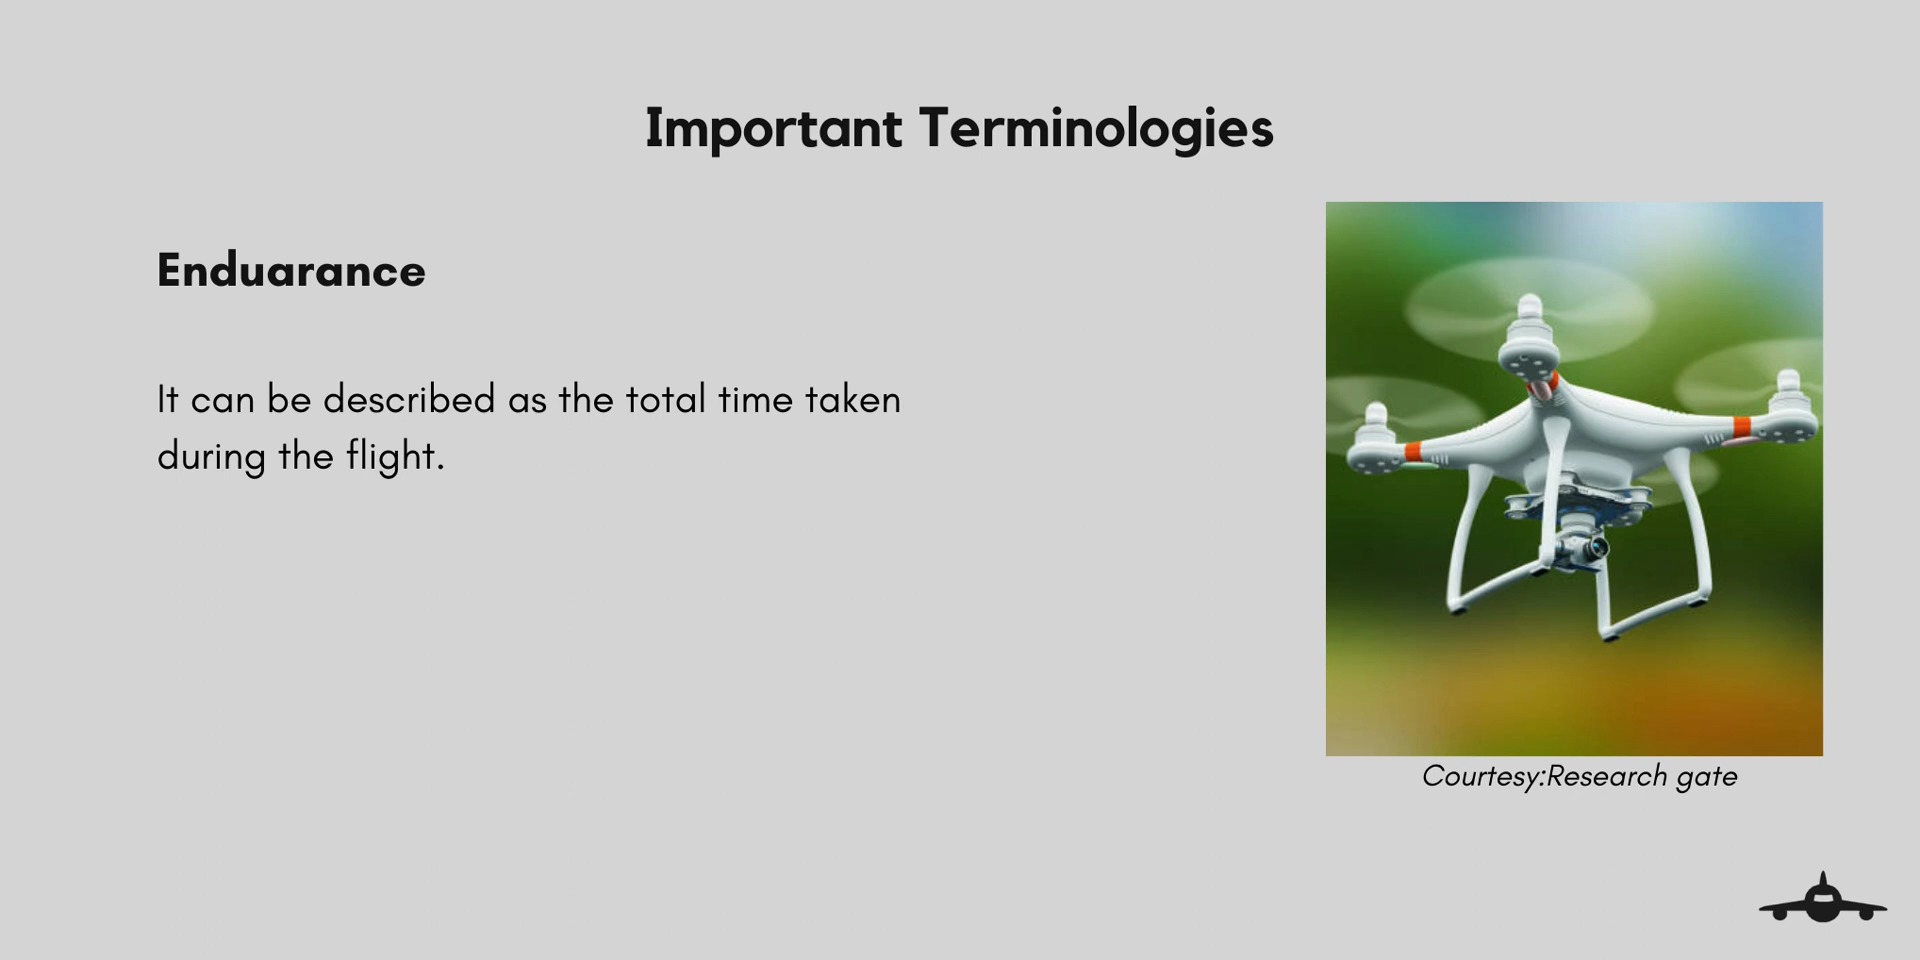 Important Terminologies
Enduarance
It can be described as the total time taken
during the flight.
Courtesy:Research gate